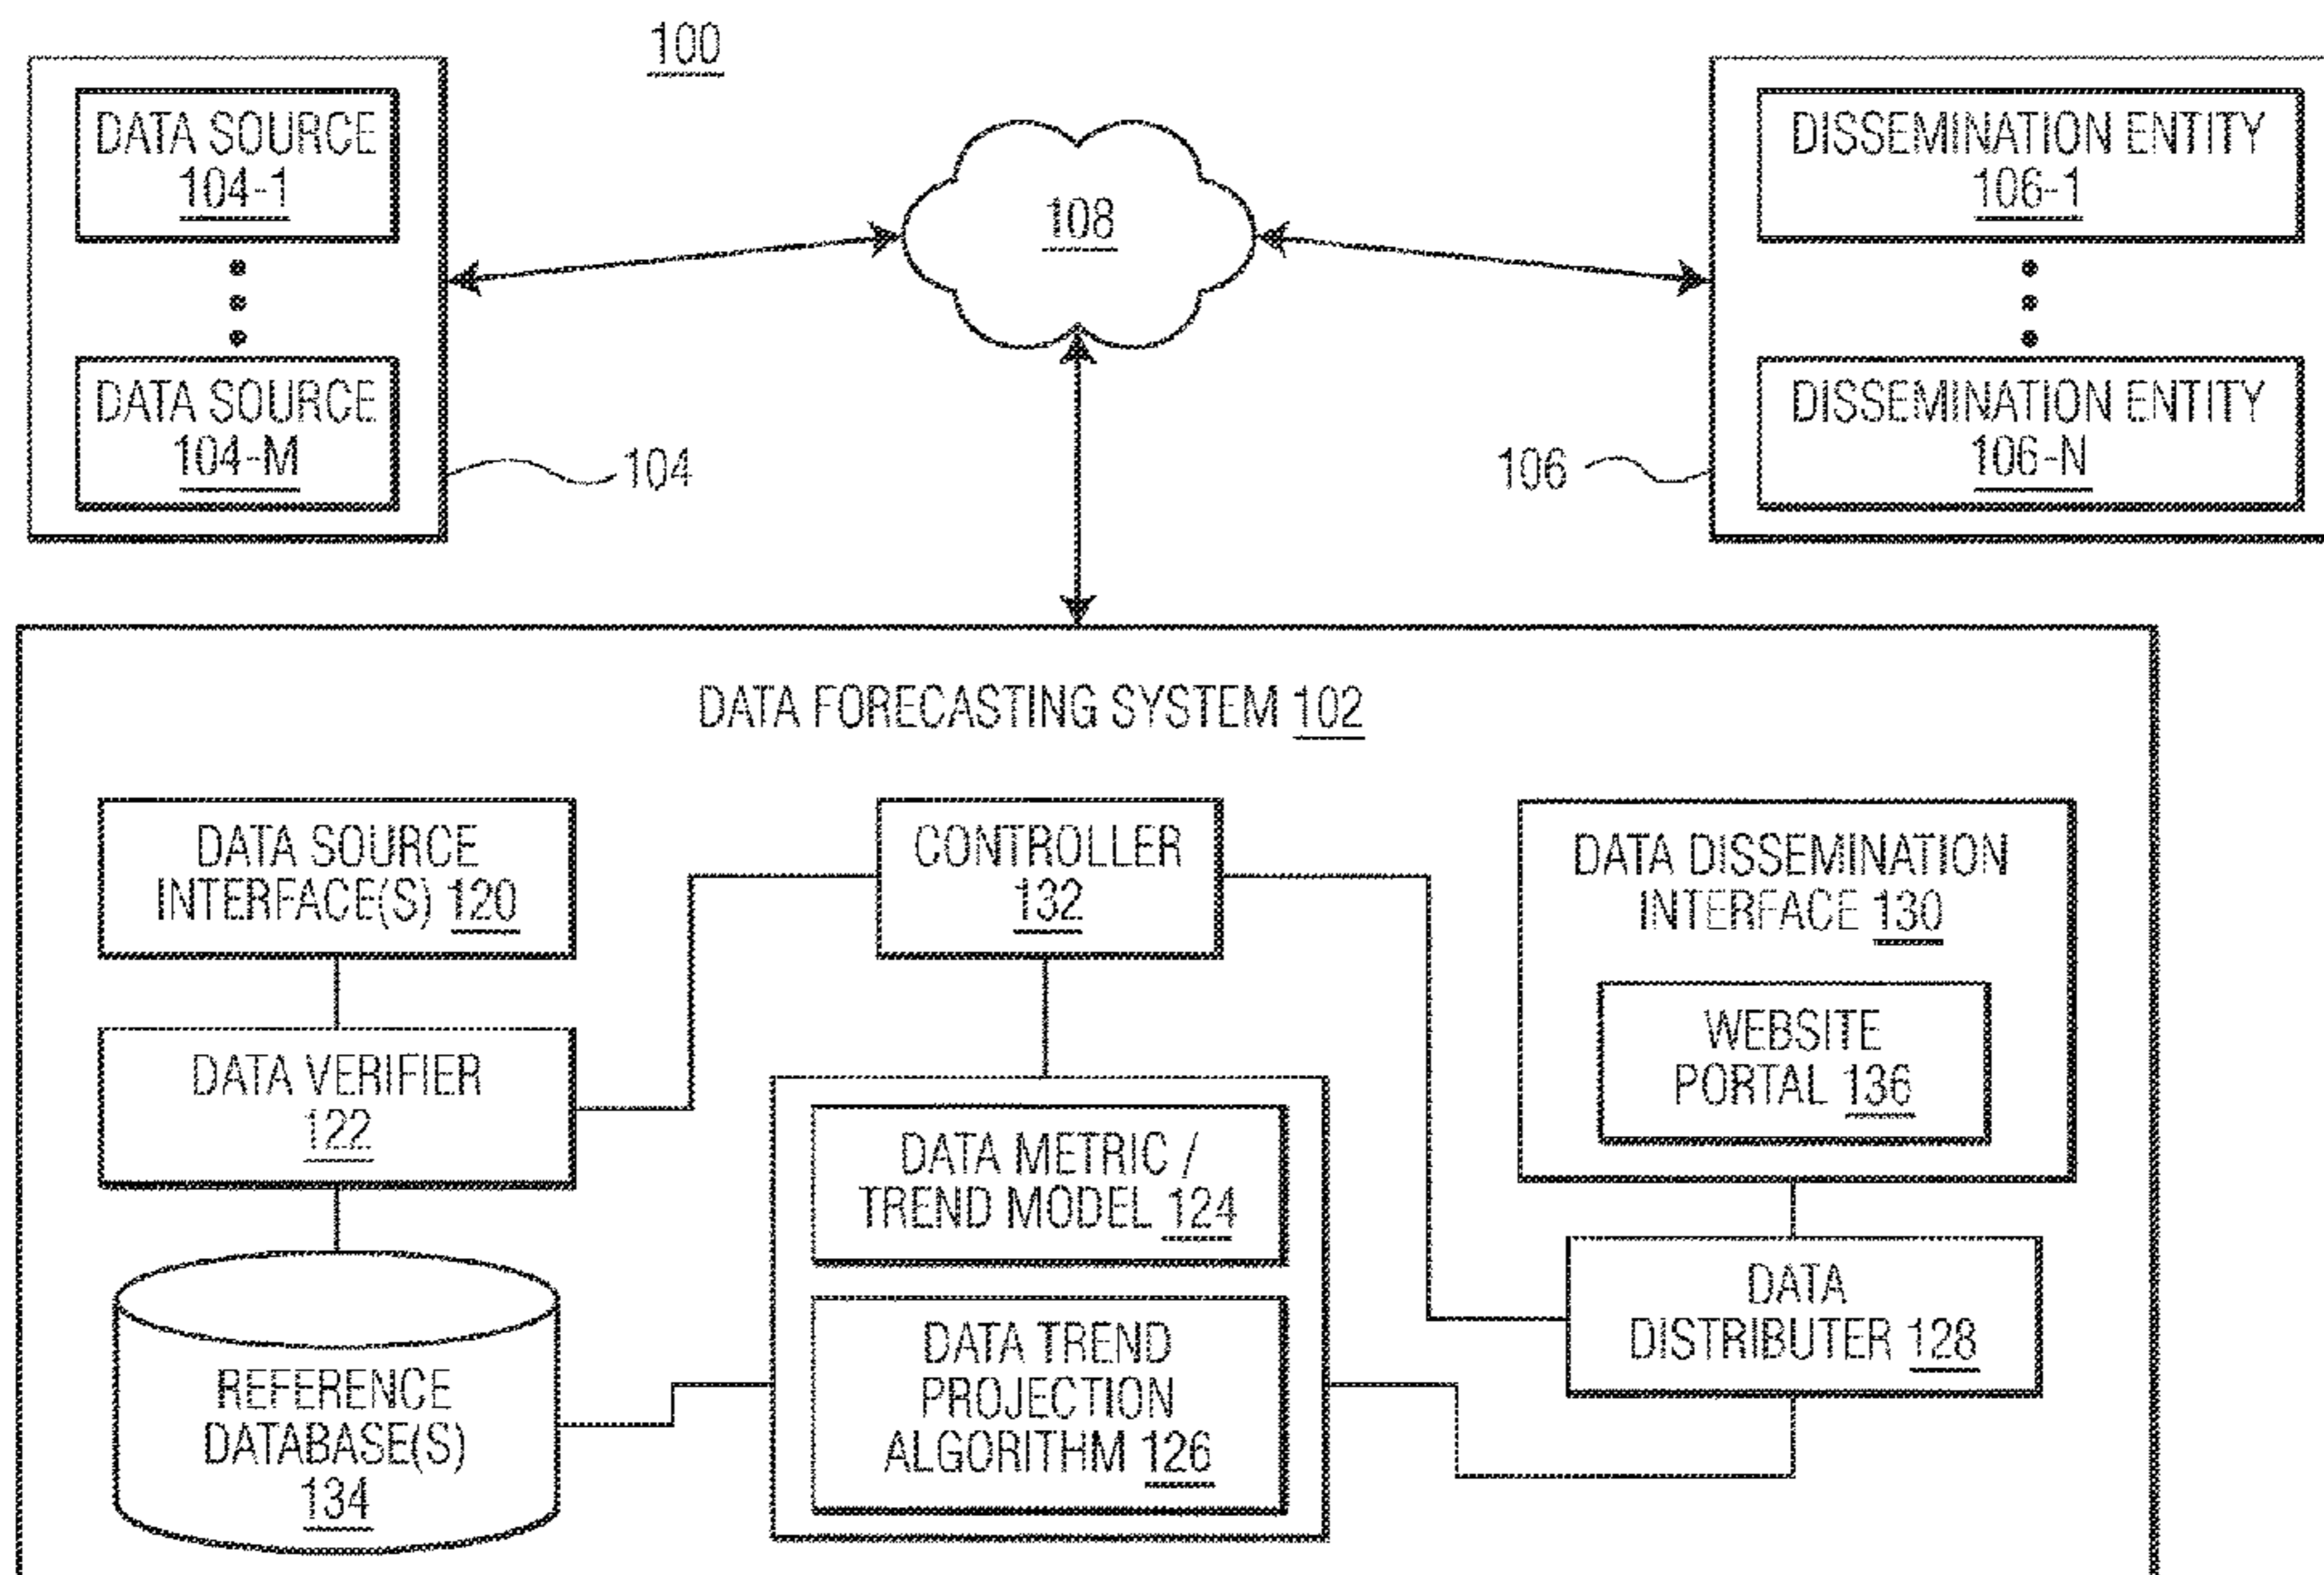 100
DATA SOURCE
104-1
DATA SOURCE
104-M
104
108
DISSEMINATION ENTITY
106-1
DISSEMINATION ENTITY
106-N
106
DATA FORECASTING SYSTEM 102
DATA SOURCE
INTERFACE(S) 120
DATA VERIFIER
122
REFERENCE
DATABASE(S)
134
CONTROLLER
132
DATA METRIC /
TREND MODEL 124
DATA TREND
PROJECTION
ALGORITHM 126
DATA DISSEMINATION
INTERFACE 130
WEBSITE
PORTAL 136
DATA
DISTRIBUTER 128